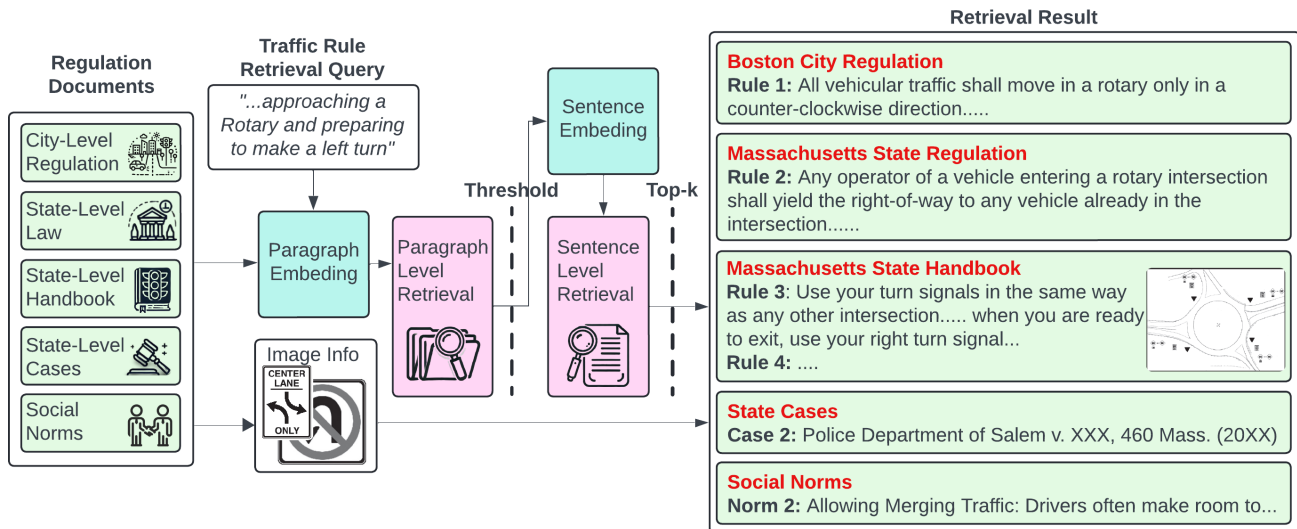 Regulation
Documents
City-Level
Regulation
State-Level
Law
State-Level
Handbook
State-Level
Cases
Social
Norms
Traffic Rule
Retrieval Query
"...approaching a
Rotary and preparing
to make a left turn"
Paragraph
Embeding
Image Info
CENTER
LANE
ONLY
Paragraph
Level
Retrieval
Threshold
Sentence
Embeding
Sentence
Level
Retrieval
Top-k
Retrieval Result
Boston City Regulation
Rule 1: All vehicular traffic shall move in a rotary only in a
counter-clockwise direction.....
Massachusetts State Regulation
Rule 2: Any operator of a vehicle entering a rotary intersection
shall yield the right-of-way to any vehicle already in the
intersection......
Massachusetts State Handbook
Rule 3: Use your turn signals in the same way
as any other intersection..... when you are ready
to exit, use your right turn signal...
Rule 4: ....
State Cases
Case 2: Police Department of Salem v. XXX, 460 Mass. (20XX)
Social Norms
Norm 2: Allowing Merging Traffic: Drivers often make room to...